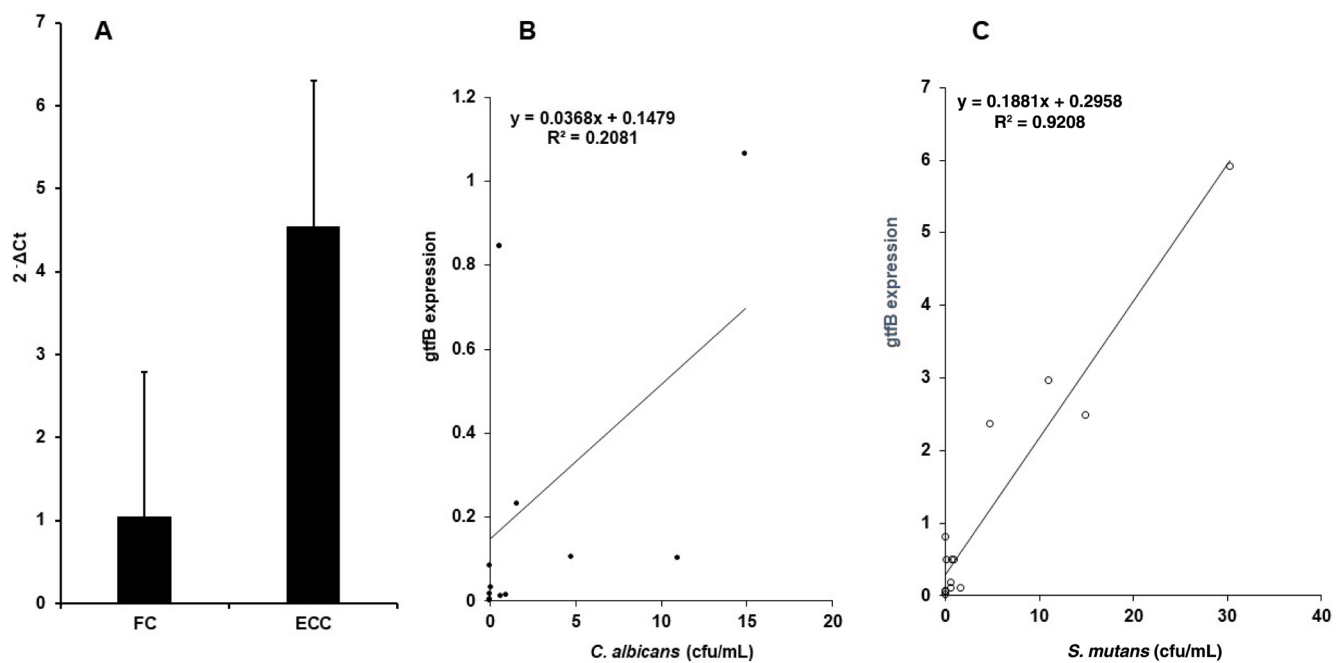 A
7
6
5
4
3
2
1
0
2⁻ΔCt
FC
ECC
B
1.2
1
0.8
0.6
0.4
0.2
0
y = 0.0368x + 0.1479
R² = 0.2081
gtfB expression
0
5
10
15
20
C. albicans (cfu/mL)
C
7
6
5
4
3
2
1
0
y = 0.1881x + 0.2958
R² = 0.9208
gtfB expression
0
10
20
30
40
S. mutans (cfu/mL)